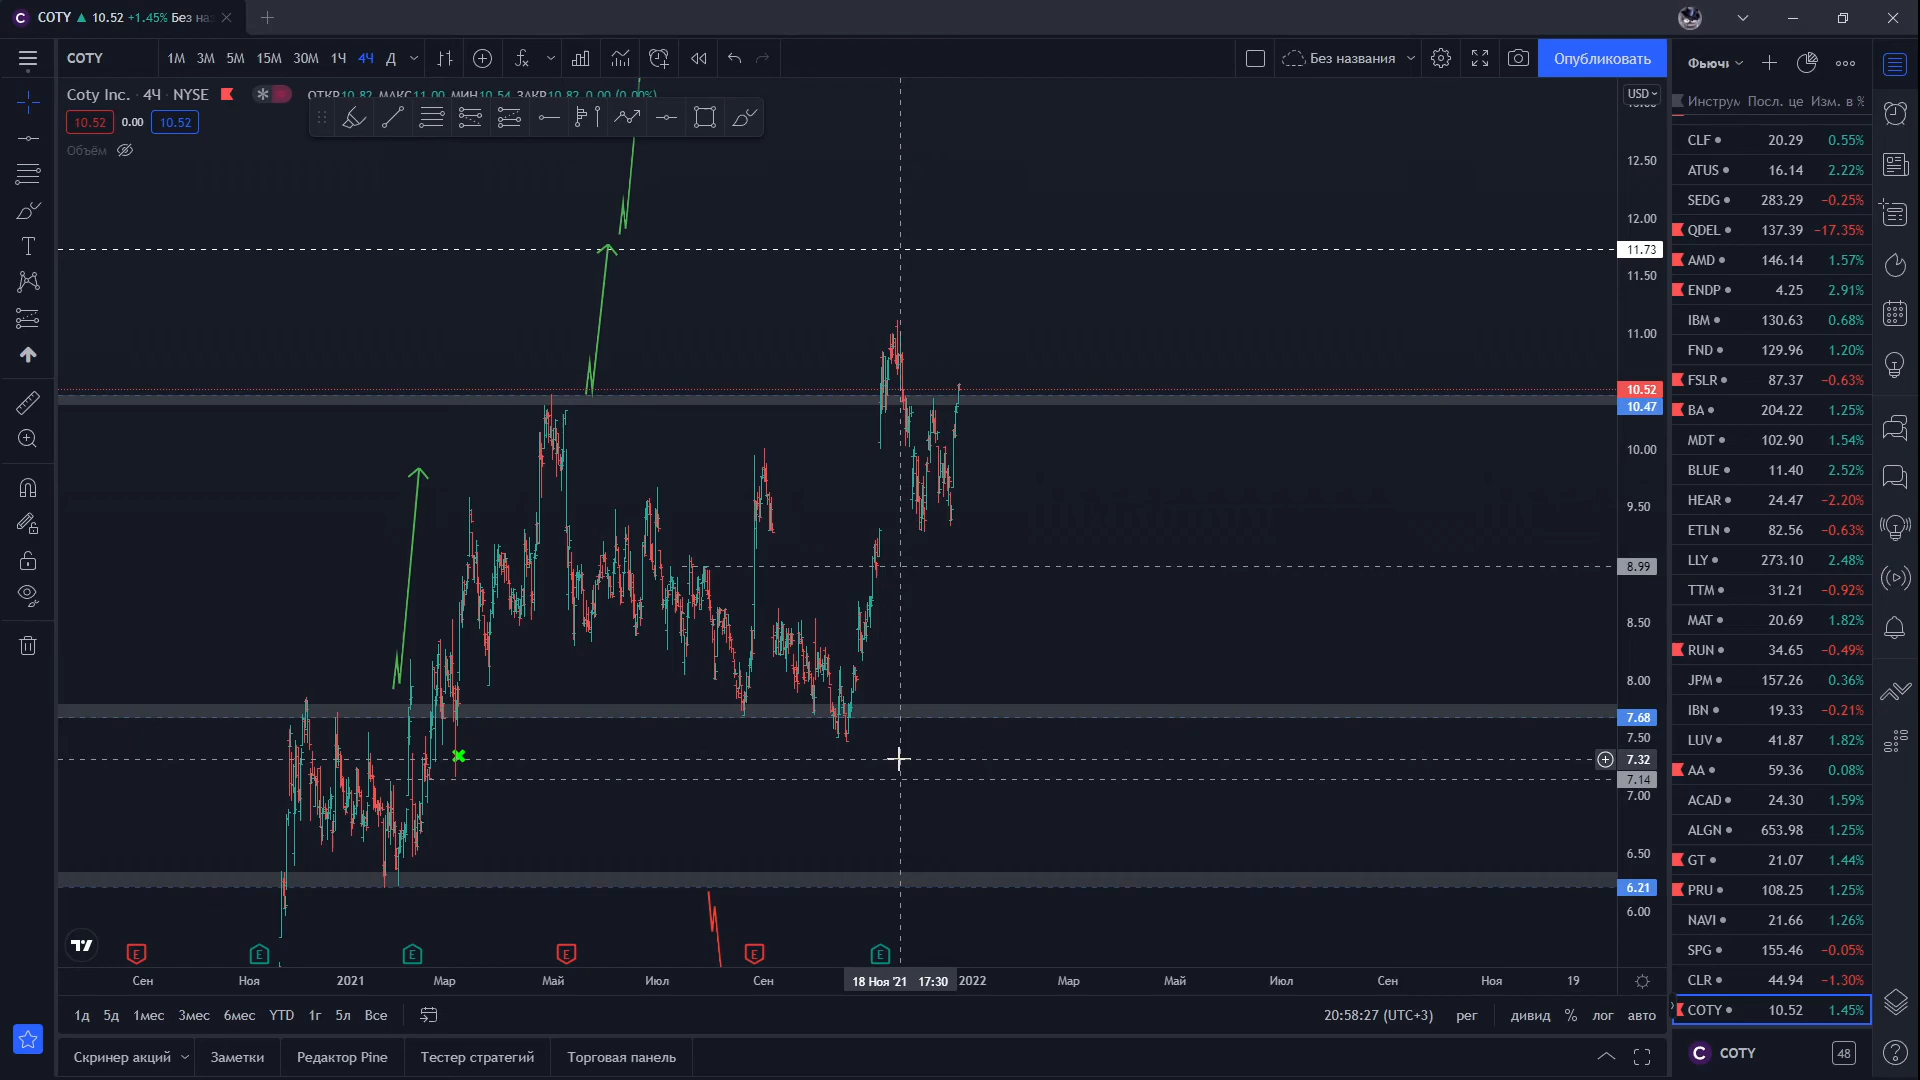 COTY ▲ 10.52 +1.45% Без на
COTY
1М 3М 5М 15М 30М 1Ч 4Ч Д
Без названия
Опубликовать
Coty Inc. · 4Ч · NYSE
ОТКР10.82 МАКС11.00 МИН10.54 ЗАКР10.82 0.00 (0.00%)
10.52 0.00 10.52
Объём
USD
12.50
12.00
11.73
11.50
11.00
10.52
10.47
10.00
9.50
8.99
8.50
8.00
7.68
7.50
7.32
7.14
7.00
6.50
6.21
6.00
E E E E E E
Сен Ноя 2021 Мар Май Июл Сен 18 Ноя '21 17:30 2022 Мар Май Июл Сен Ноя 19
1д 5д 1мес 3мес 6мес YTD 1г 5л Все
20:58:27 (UTC+3) рег дивид % лог авто
Скринер акций Заметки Редактор Pine Тестер стратегий Торговая панель
Фьючı
Инструм Посл. це Изм. в %
CLF 20.29 0.55%
ATUS 16.14 2.22%
SEDG 283.29 −0.25%
QDEL 137.39 −17.35%
AMD 146.14 1.57%
ENDP 4.25 2.91%
IBM 130.63 0.68%
FND 129.96 1.20%
FSLR 87.37 −0.63%
BA 204.22 1.25%
MDT 102.90 1.54%
BLUE 11.40 2.52%
HEAR 24.47 −2.20%
ETLN 82.56 −0.63%
LLY 273.10 2.48%
TTM 31.21 −0.92%
MAT 20.69 1.82%
RUN 34.65 −0.49%
JPM 157.26 0.36%
IBN 19.33 −0.21%
LUV 41.87 1.82%
AA 59.36 0.08%
ACAD 24.30 1.59%
ALGN 653.98 1.25%
GT 21.07 1.44%
PRU 108.25 1.25%
NAVI 21.66 1.26%
SPG 155.46 −0.05%
CLR 44.94 −1.30%
COTY 10.52 1.45%
C COTY 48